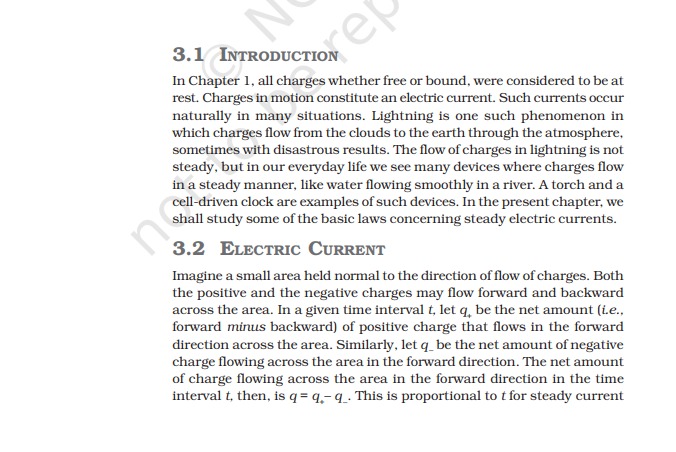 3.1 INTRODUCTION
In Chapter 1, all charges whether free or bound, were considered to be at
rest. Charges in motion constitute an electric current. Such currents occur
naturally in many situations. Lightning is one such phenomenon in
which charges flow from the clouds to the earth through the atmosphere,
sometimes with disastrous results. The flow of charges in lightning is not
steady, but in our everyday life we see many devices where charges flow
in a steady manner, like water flowing smoothly in a river. A torch and a
cell-driven clock are examples of such devices. In the present chapter, we
shall study some of the basic laws concerning steady electric currents.
3.2 ELECTRIC CURRENT
Imagine a small area held normal to the direction of flow of charges. Both
the positive and the negative charges may flow forward and backward
across the area. In a given time interval t, let q₊ be the net amount (i.e.,
forward minus backward) of positive charge that flows in the forward
direction across the area. Similarly, let q₋ be the net amount of negative
charge flowing across the area in the forward direction. The net amount
of charge flowing across the area in the forward direction in the time
interval t, then, is q = q₊– q₋. This is proportional to t for steady current
©
not to be rep